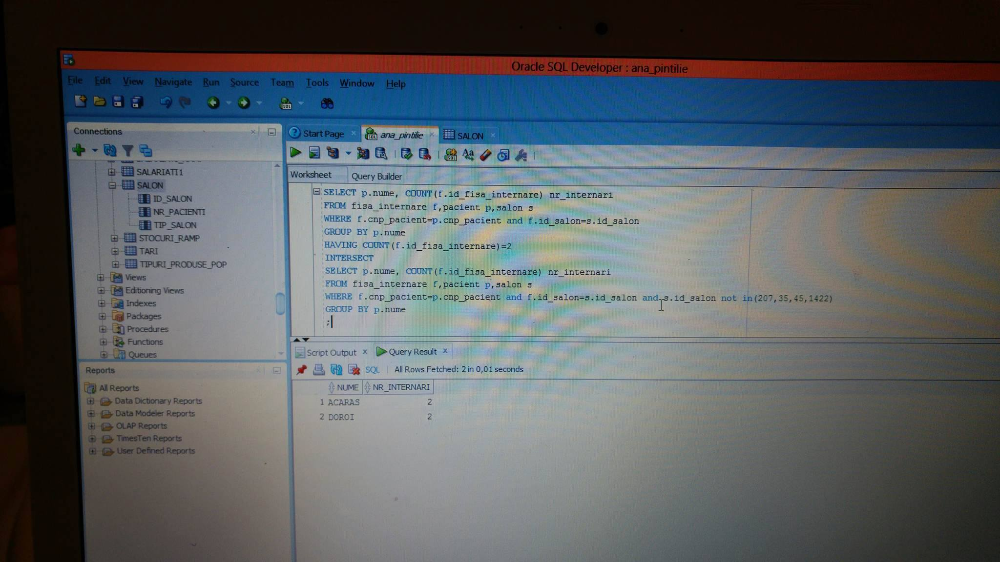 Oracle SQL Developer : ana_pintilie
File Edit View Navigate Run Source Team Tools Window Help
Connections
SALARIATI1
SALON
ID_SALON
NR_PACIENTI
TIP_SALON
STOCURI_RAMP
TARI
TIPURI_PRODUSE_POP
Views
Editioning Views
Indexes
Packages
Procedures
Functions
Queues
Reports
All Reports
Data Dictionary Reports
Data Modeler Reports
OLAP Reports
TimesTen Reports
User Defined Reports
Start Page ana_pintilie SALON
Worksheet Query Builder
SELECT p.nume, COUNT(f.id_fisa_internare) nr_internari
FROM fisa_internare f,pacient p,salon s
WHERE f.cnp_pacient=p.cnp_pacient and f.id_salon=s.id_salon
GROUP BY p.nume
HAVING COUNT(f.id_fisa_internare)=2
INTERSECT
SELECT p.nume, COUNT(f.id_fisa_internare) nr_internari
FROM fisa_internare f,pacient p,salon s
WHERE f.cnp_pacient=p.cnp_pacient and f.id_salon=s.id_salon and s.id_salon not in(207,35,45,1422)
GROUP BY p.nume
;
Script Output Query Result
SQL All Rows Fetched: 2 in 0,01 seconds
NUME NR_INTERNARI
1 ACARAS 2
2 DOROI 2